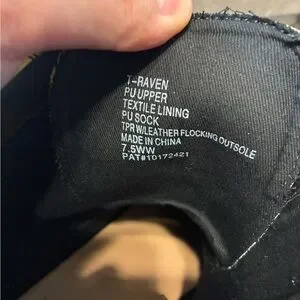 T-RAVEN
PU UPPER
TEXTILE LINING
PU SOCK
TPR W/LEATHER FLOCKING OUTSOLE
MADE IN CHINA
7.5WW
PAT#10172421